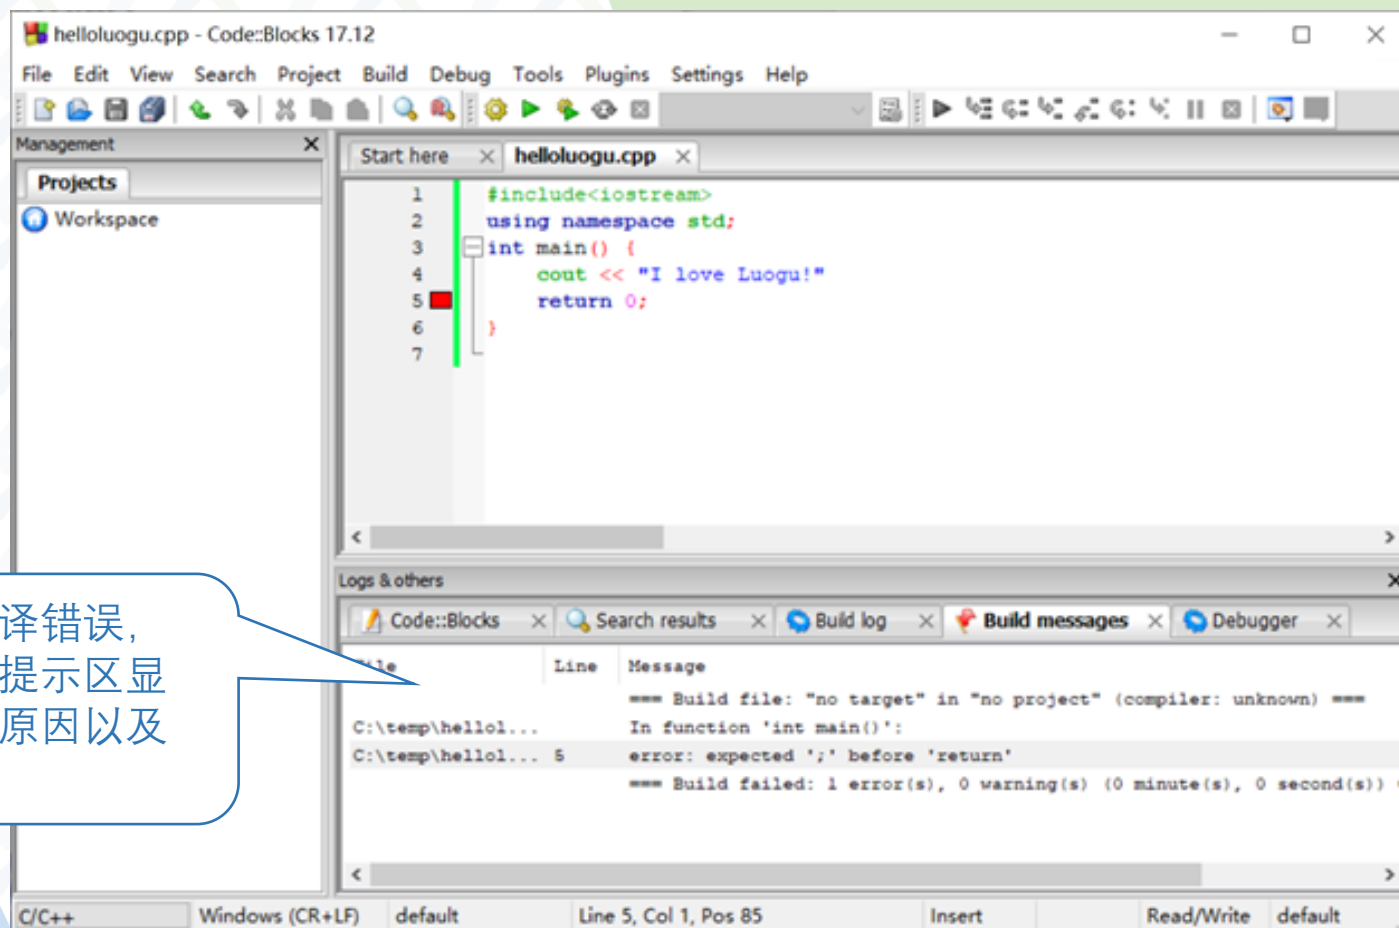 helloluogu.cpp - Code::Blocks 17.12
File Edit View Search Project Build Debug Tools Plugins Settings Help
Management
Projects
Workspace
Start here helloluogu.cpp
1 #include<iostream>
2 using namespace std;
3 int main() {
4 cout << "I love Luogu!"
5 return 0;
6 }
7
Logs & others
Code::Blocks Search results Build log Build messages Debugger
Line Message
=== Build file: "no target" in "no project" (compiler: unknown) ===
C:\temp\hellol... In function 'int main()':
C:\temp\hellol... 5 error: expected ';' before 'return'
=== Build failed: 1 error(s), 0 warning(s) (0 minute(s), 0 second(s))
译错误,
提示区显
原因以及
C/C++ Windows (CR+LF) default Line 5, Col 1, Pos 85 Insert Read/Write default